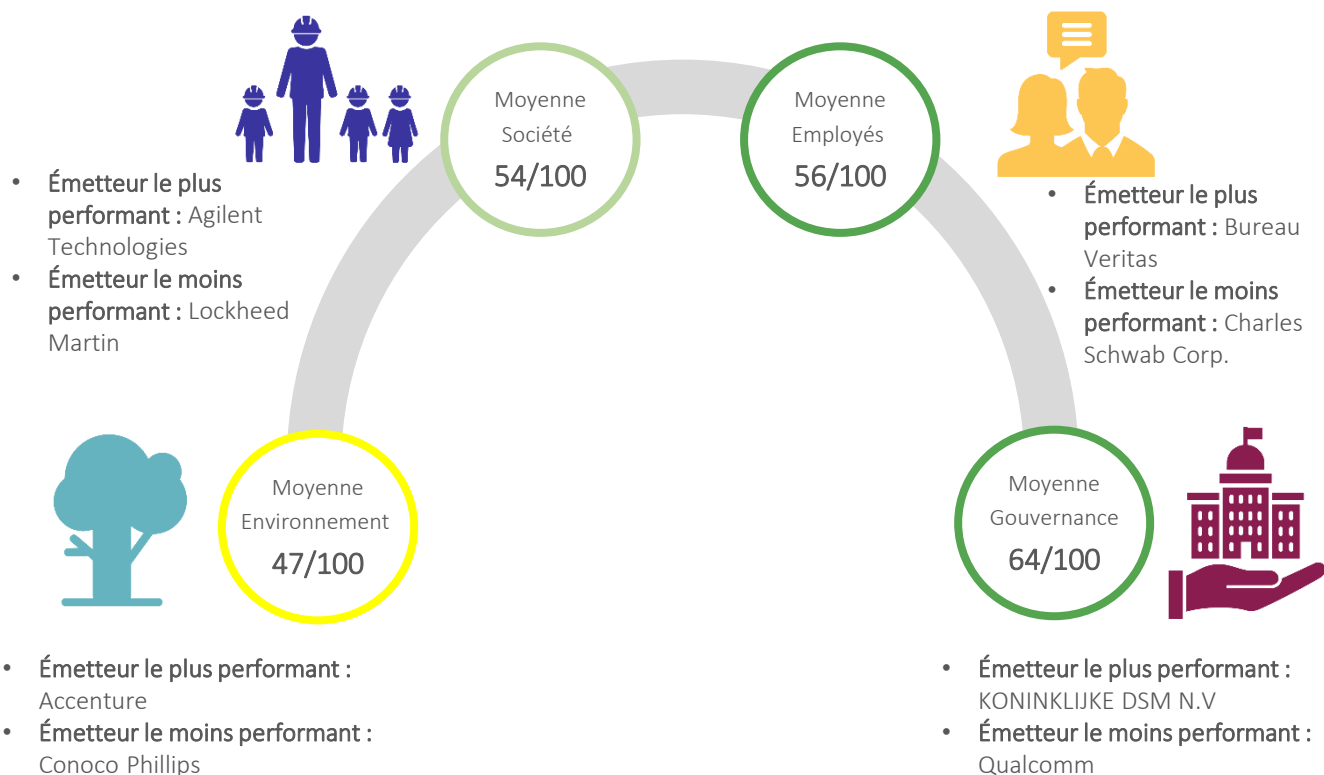 Moyenne
Société
54/100
• Émetteur le plus
performant : Agilent
Technologies
• Émetteur le moins
performant : Lockheed
Martin
Moyenne
Employés
56/100
• Émetteur le plus
performant : Bureau
Veritas
• Émetteur le moins
performant : Charles
Schwab Corp.
Moyenne
Environnement
47/100
• Émetteur le plus performant :
Accenture
• Émetteur le moins performant :
Conoco Phillips
Moyenne
Gouvernance
64/100
• Émetteur le plus performant :
KONINKLIJKE DSM N.V
• Émetteur le moins performant :
Qualcomm